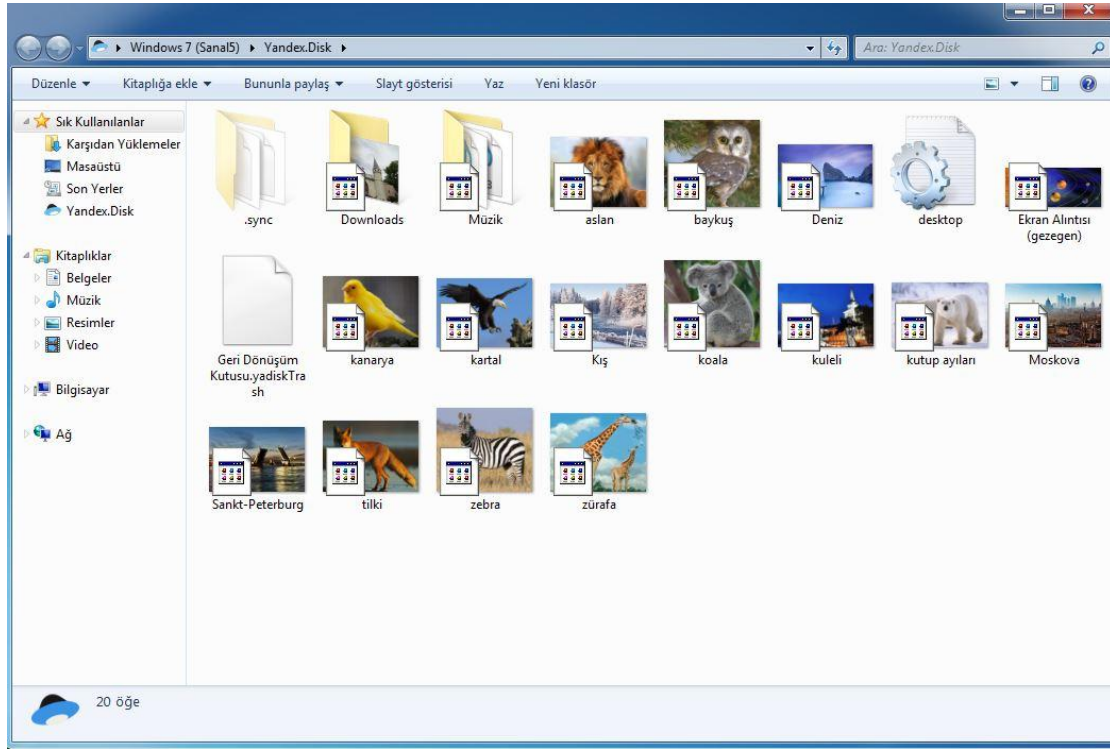 Windows 7 (Sanal5) Yandex.Disk
Ara: Yandex.Disk
Düzenle Kitaplığa ekle Bununla paylaş Slayt gösterisi Yaz Yeni klasör
Sık Kullanılanlar
Karşıdan Yüklemeler
Masaüstü
Son Yerler
Yandex.Disk
Kitaplıklar
Belgeler
Müzik
Resimler
Video
Bilgisayar
Ağ
.sync Downloads Müzik aslan baykuş Deniz desktop Ekran Alıntısı
(gezegen)
Geri Dönüşüm kanarya kartal Kış koala kuleli kutup ayıları Moskova
Kutusu.yadiskTra
sh
Sankt-Peterburg tilki zebra zürafa
20 öğe